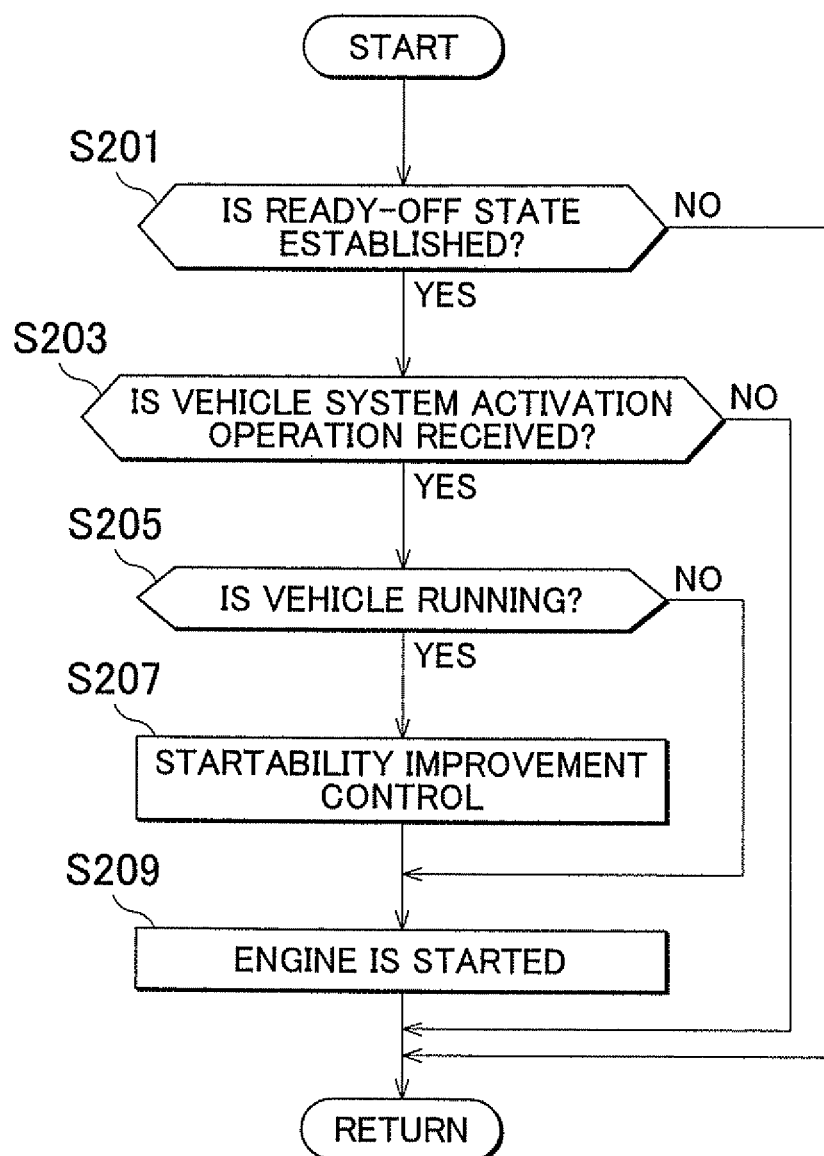 START
S201
IS READY-OFF STATE
ESTABLISHED?
NO
YES
S203
IS VEHICLE SYSTEM ACTIVATION
OPERATION RECEIVED?
NO
YES
S205
IS VEHICLE RUNNING?
NO
YES
S207
STARTABILITY IMPROVEMENT
CONTROL
S209
ENGINE IS STARTED
RETURN